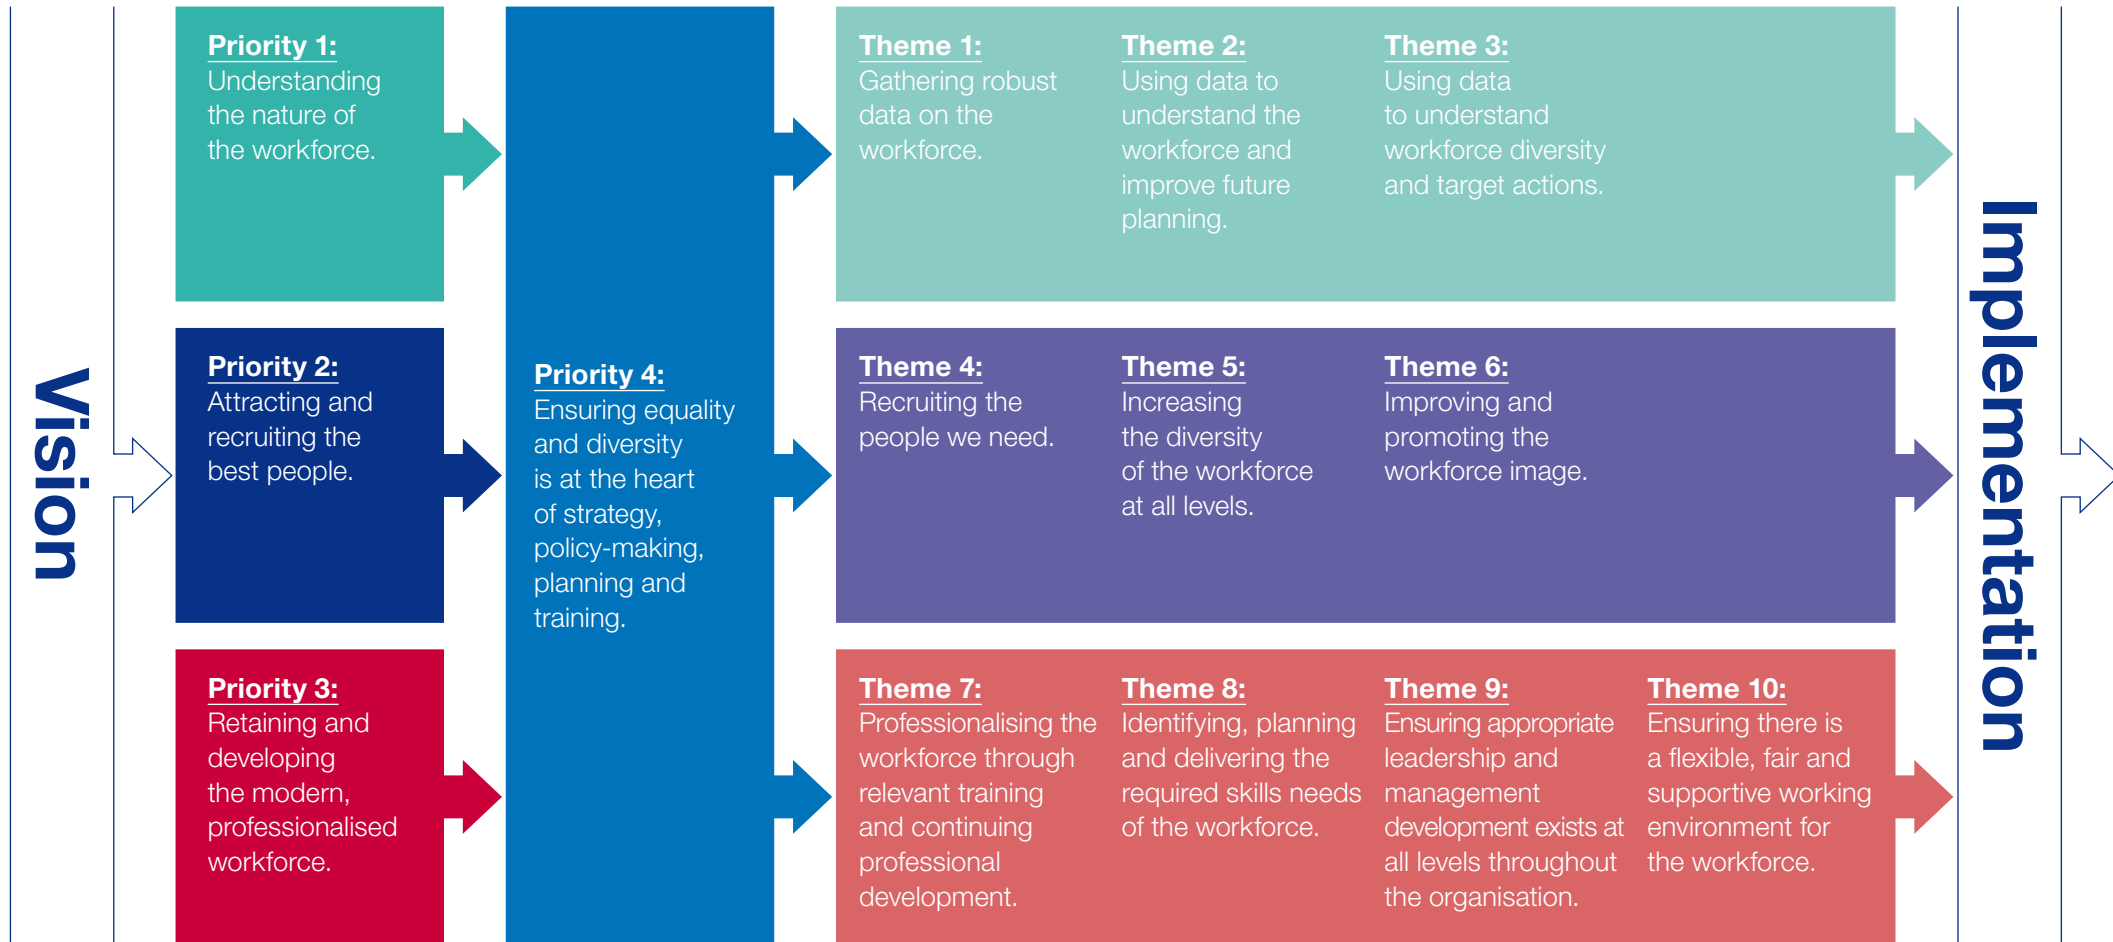 Vision
Priority 1:
Understanding
the nature of
the workforce.
Priority 2:
Attracting and
recruiting the
best people.
Priority 3:
Retaining and
developing
the modern,
professionalised
workforce.
Priority 4:
Ensuring equality
and diversity
is at the heart
of strategy,
policy-making,
planning and
training.
Theme 1:
Gathering robust
data on the
workforce.
Theme 2:
Using data to
understand the
workforce and
improve future
planning.
Theme 3:
Using data
to understand
workforce diversity
and target actions.
Theme 4:
Recruiting the
people we need.
Theme 5:
Increasing
the diversity
of the workforce
at all levels.
Theme 6:
Improving and
promoting the
workforce image.
Theme 7:
Professionalising the
workforce through
relevant training
and continuing
professional
development.
Theme 8:
Identifying, planning
and delivering the
required skills needs
of the workforce.
Theme 9:
Ensuring appropriate
leadership and
management
development exists at
all levels throughout
the organisation.
Theme 10:
Ensuring there is
a flexible, fair and
supportive working
environment for
the workforce.
Implementation